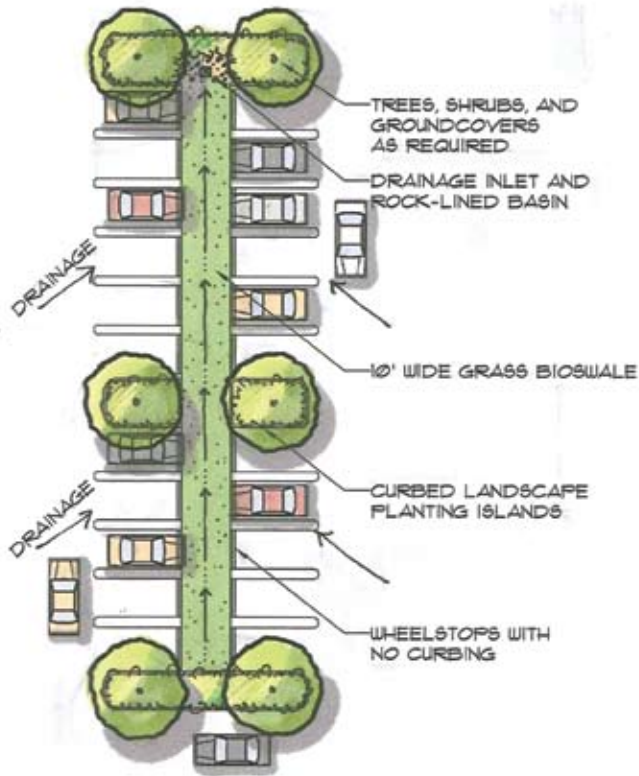 TREES, SHRUBS, AND
GROUNDCOVERS
AS REQUIRED
DRAINAGE INLET AND
ROCK-LINED BASIN
DRAINAGE
10' WIDE GRASS BIOSWALE
CURBED LANDSCAPE
PLANTING ISLANDS
DRAINAGE
WHEELSTOPS WITH
NO CURBING